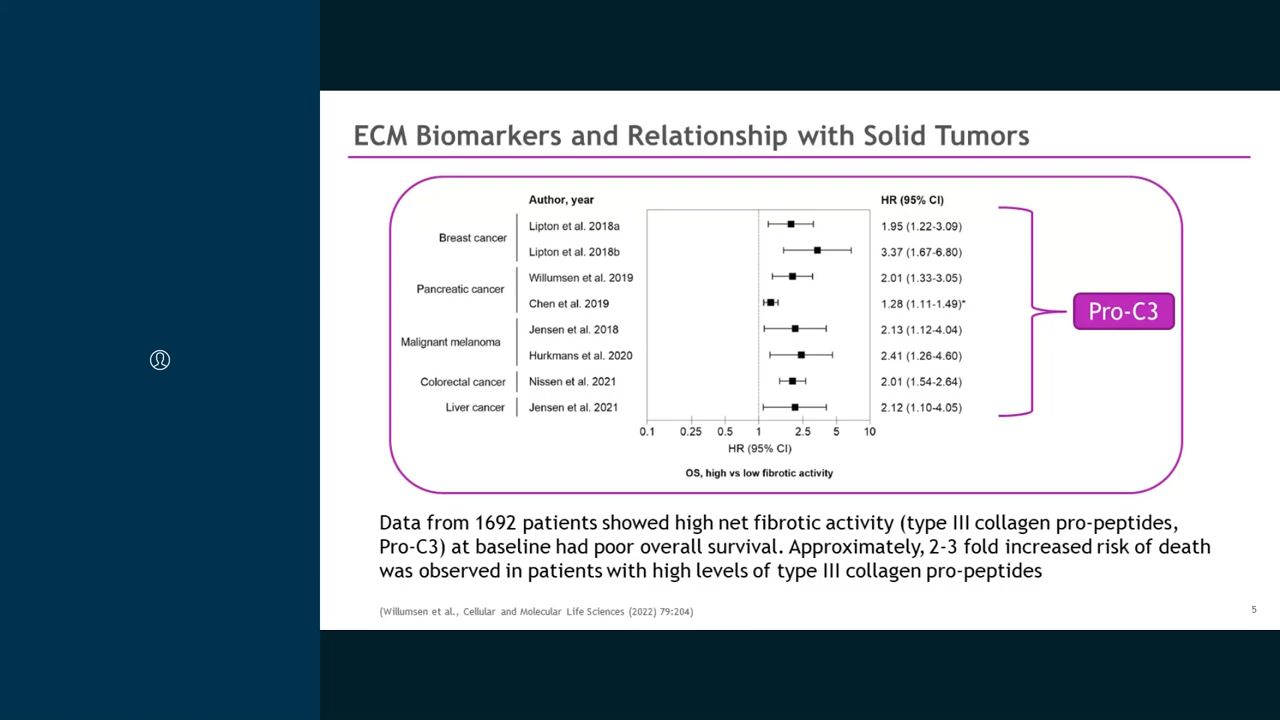 ECM Biomarkers and Relationship with Solid Tumors
Author, year HR (95% CI)
Breast cancer
Lipton et al. 2018a 1.95 (1.22-3.09)
Lipton et al. 2018b 3.37 (1.67-6.80)
Pancreatic cancer
Willumsen et al. 2019 2.01 (1.33-3.05)
Chen et al. 2019 1.28 (1.11-1.49)*
Malignant melanoma
Jensen et al. 2018 2.13 (1.12-4.04)
Hurkmans et al. 2020 2.41 (1.26-4.60)
Colorectal cancer Nissen et al. 2021 2.01 (1.54-2.64)
Liver cancer Jensen et al. 2021 2.12 (1.10-4.05)
Pro-C3
0.1 0.25 0.5 1 2.5 5 10
HR (95% CI)
OS, high vs low fibrotic activity
Data from 1692 patients showed high net fibrotic activity (type III collagen pro-peptides,
Pro-C3) at baseline had poor overall survival. Approximately, 2-3 fold increased risk of death
was observed in patients with high levels of type III collagen pro-peptides
(Willumsen et al., Cellular and Molecular Life Sciences (2022) 79:204)
5